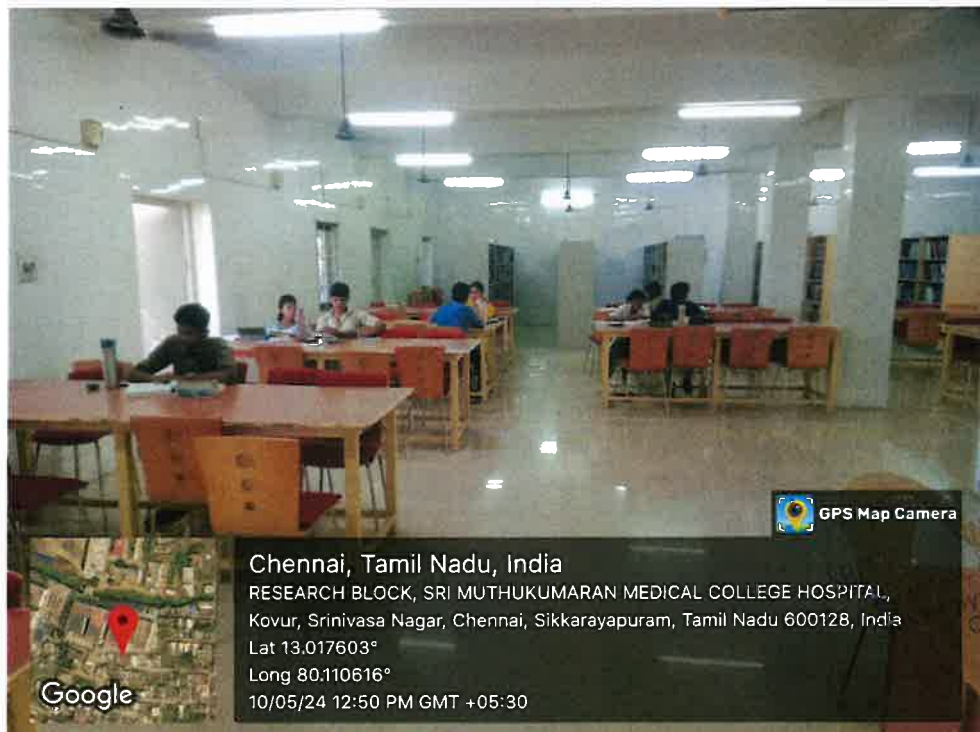 GPS Map Camera
Chennai, Tamil Nadu, India
RESEARCH BLOCK, SRI MUTHUKUMARAN MEDICAL COLLEGE HOSPITAL,
Kovur, Srinivasa Nagar, Chennai, Sikkarayapuram, Tamil Nadu 600128, India
Lat 13.017603°
Long 80.110616°
10/05/24 12:50 PM GMT +05:30
Google